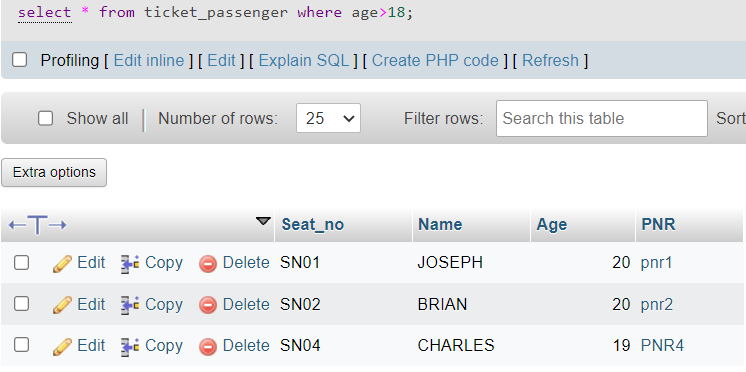 select * from ticket_passenger where age>18;
Profiling [ Edit inline ] [ Edit ] [ Explain SQL ] [ Create PHP code ] [ Refresh ]
Show all Number of rows: 25 Filter rows: Search this table Sort
Extra options
←T→ Seat_no Name Age PNR
Edit Copy Delete SN01 JOSEPH 20 pnr1
Edit Copy Delete SN02 BRIAN 20 pnr2
Edit Copy Delete SN04 CHARLES 19 PNR4